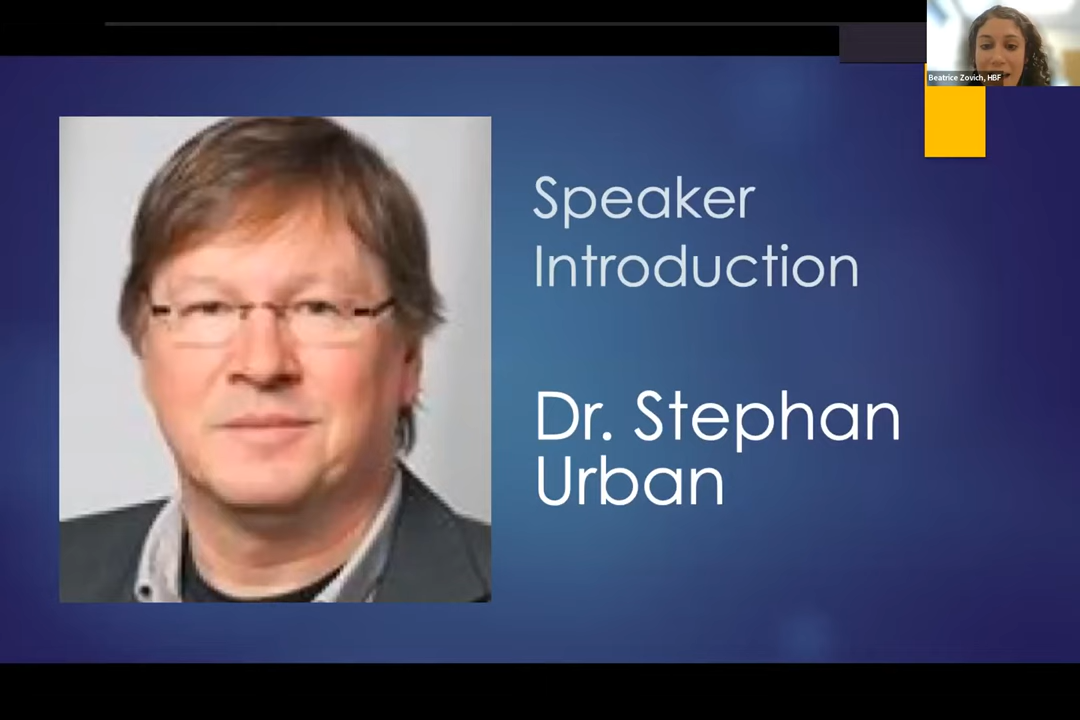 Beatrice Zovich, HBF
Speaker
Introduction
Dr. Stephan
Urban